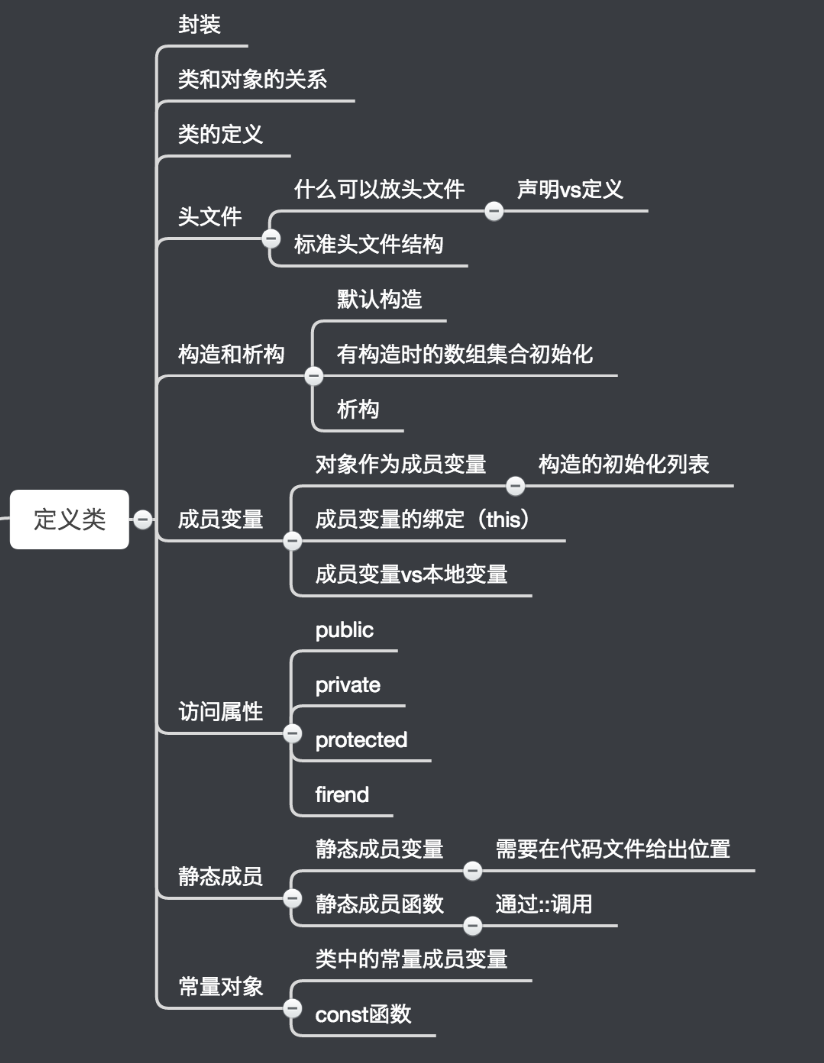 封装
类和对象的关系
类的定义
头文件
什么可以放头文件
声明vs定义
标准头文件结构
构造和析构
默认构造
有构造时的数组集合初始化
析构
定义类
成员变量
对象作为成员变量
构造的初始化列表
成员变量的绑定（this）
成员变量vs本地变量
访问属性
public
private
protected
firend
静态成员
静态成员变量
需要在代码文件给出位置
静态成员函数
通过::调用
常量对象
类中的常量成员变量
const函数